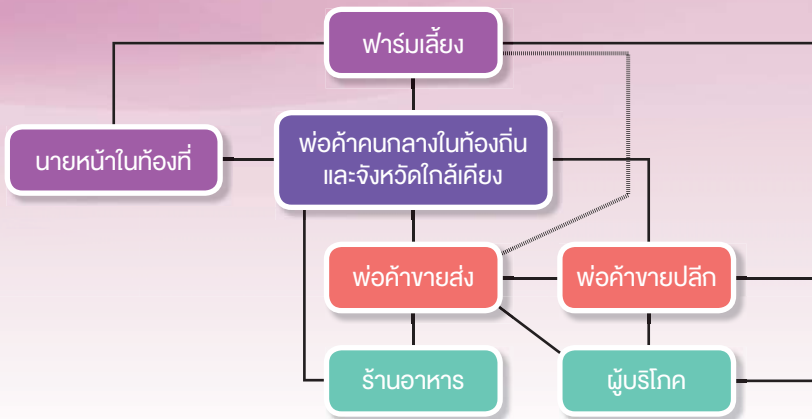 ฟาร์มเลี้ยง
นายหน้าในท้องที่
พ่อค้าคนกลางในท้องถิ่น
และจังหวัดใกล้เคียง
พ่อค้าขายส่ง
พ่อค้าขายปลีก
ร้านอาหาร
ผู้บริโภค